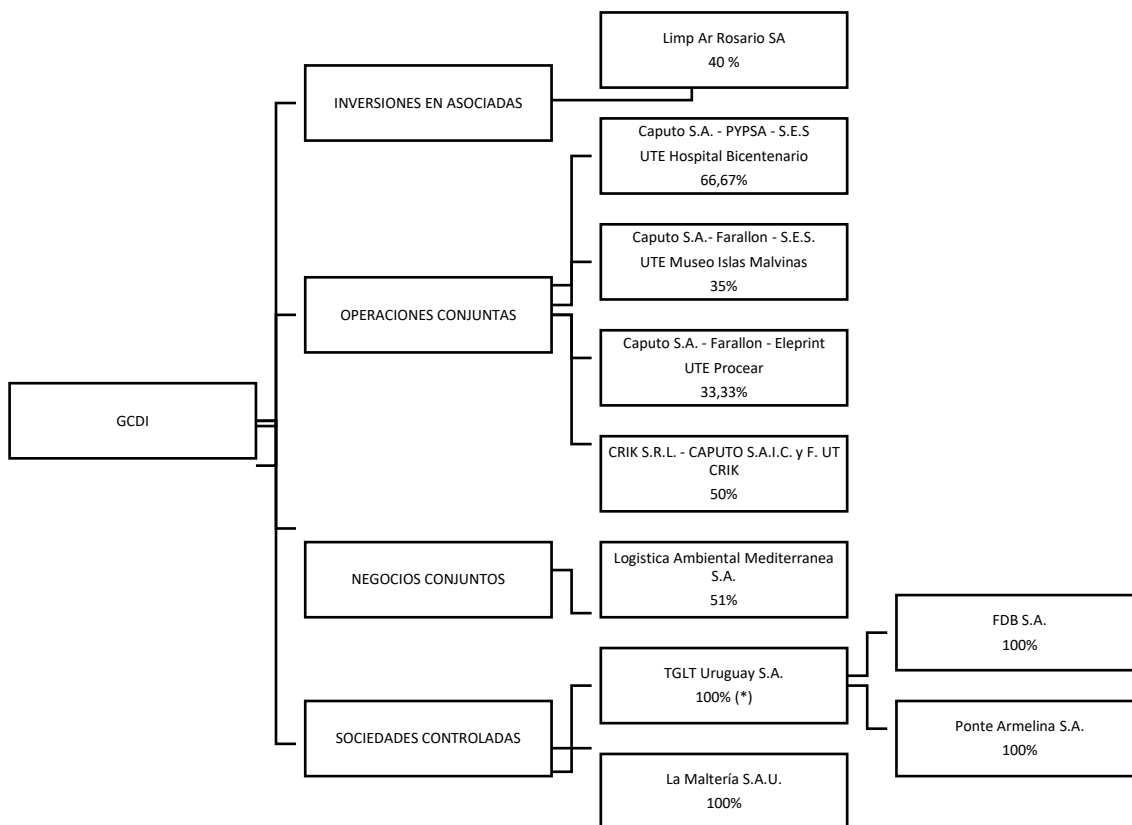 Limp Ar Rosario SA
40 %
INVERSIONES EN ASOCIADAS
Caputo S.A. - PYPSA - S.E.S
UTE Hospital Bicentenario
66,67%
Caputo S.A.- Farallon - S.E.S.
UTE Museo Islas Malvinas
35%
OPERACIONES CONJUNTAS
Caputo S.A. - Farallon - Eleprint
UTE Procear
33,33%
GCDI
CRIK S.R.L. - CAPUTO S.A.I.C. y F. UT
CRIK
50%
Logistica Ambiental Mediterranea
S.A.
51%
NEGOCIOS CONJUNTOS
FDB S.A.
100%
TGLT Uruguay S.A.
100% (*)
SOCIEDADES CONTROLADAS
Ponte Armelina S.A.
100%
La Maltería S.A.U.
100%